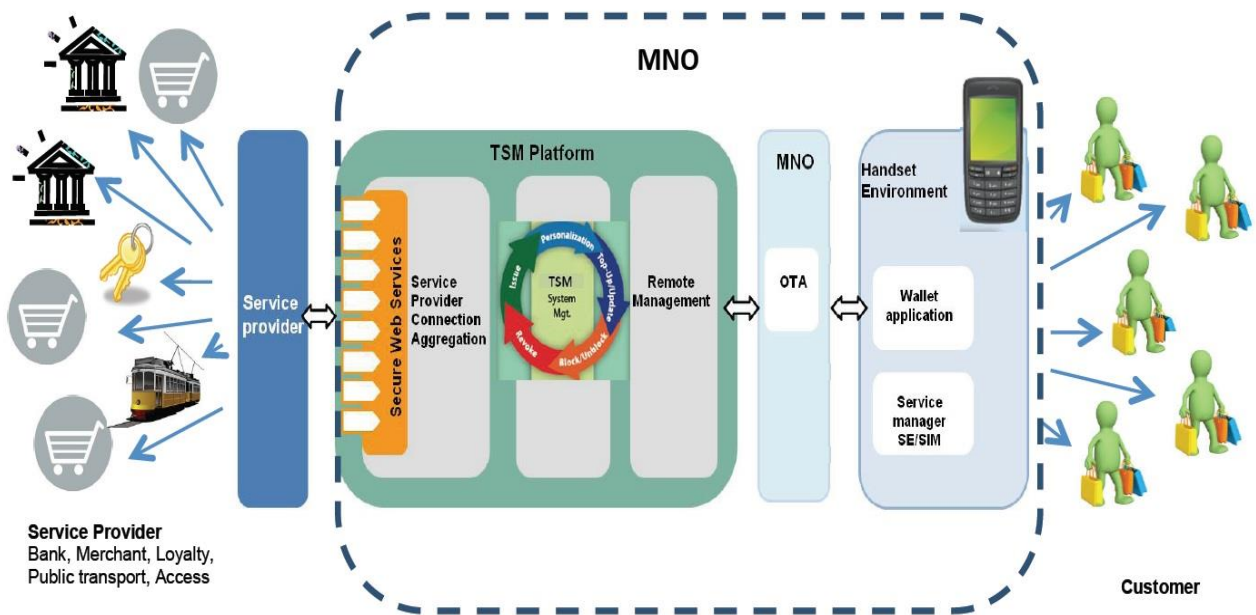 MNO
TSM Platform
Secure Web Services
Service
Provider
Connection
Aggregation
Issue
Personalization
Top-Up/Update
Block/Unblock
Revoke
TSM
System
Mgt.
Remote
Management
MNO
OTA
Handset
Environment
Wallet
application
Service
manager
SE/SIM
Service
provider
Service Provider
Bank, Merchant, Loyalty,
Public transport, Access
Customer